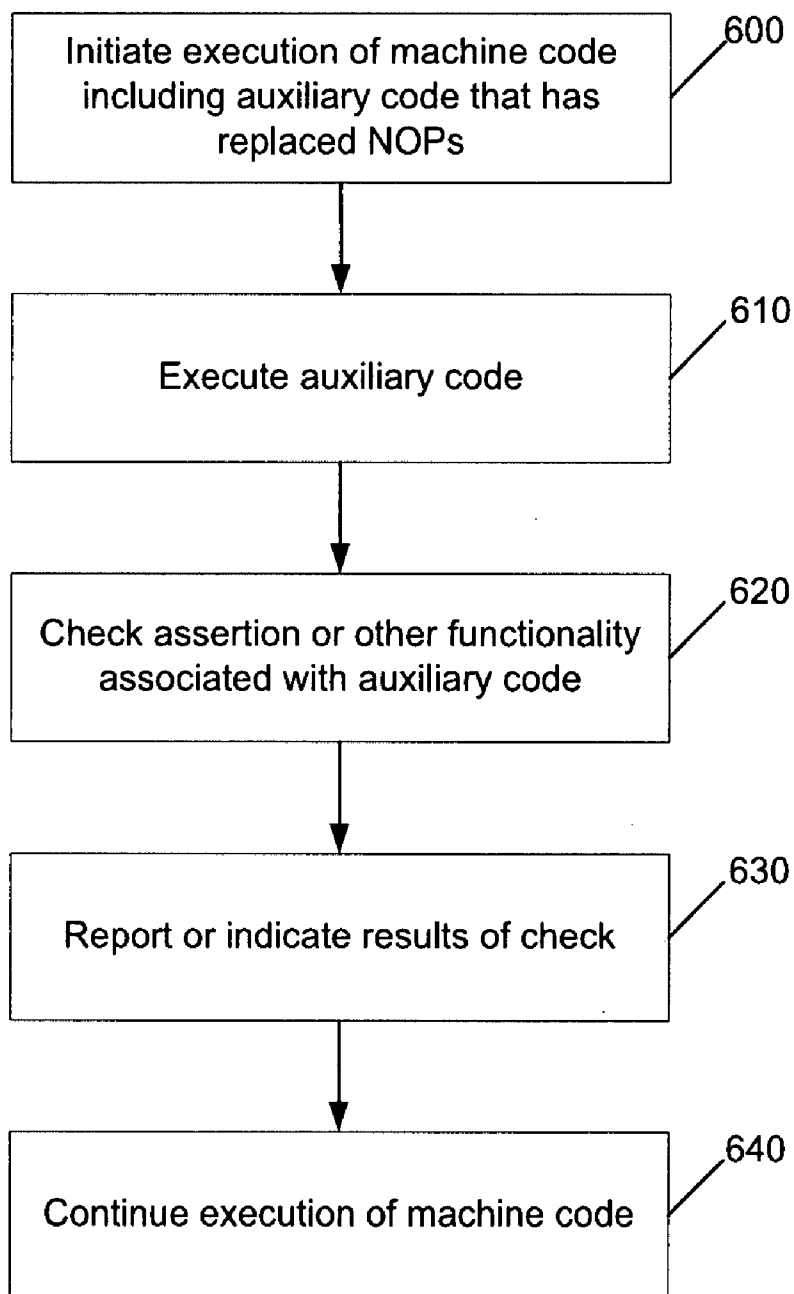 Initiate execution of machine code
including auxiliary code that has
replaced NOPs
600
Execute auxiliary code
610
Check assertion or other functionality
associated with auxiliary code
620
Report or indicate results of check
630
Continue execution of machine code
640